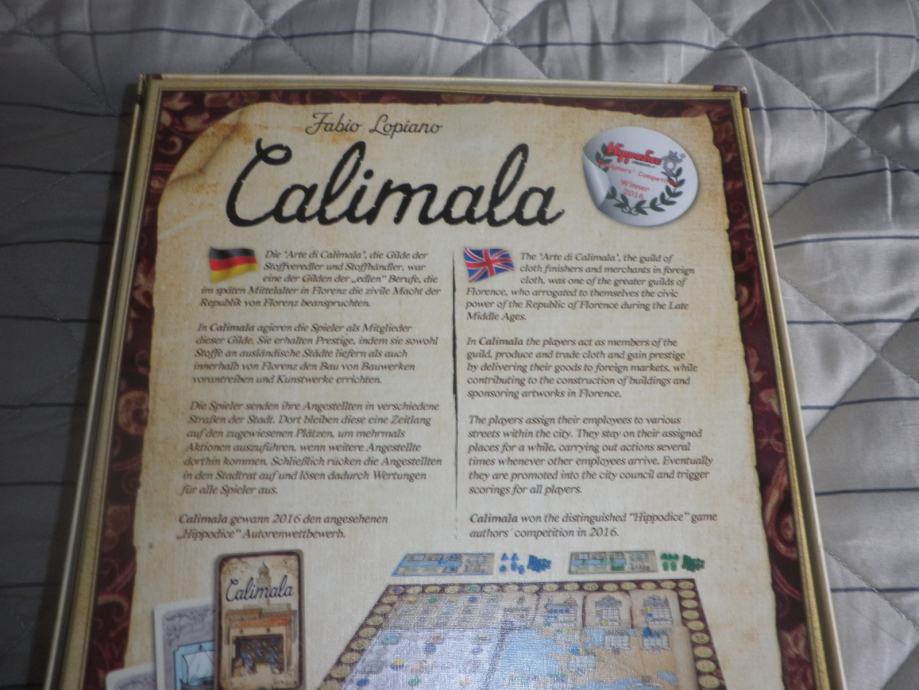 Fabio Lopiano
Calimala
Hippodice
Winner
2016
Die 'Arte di Calimala', die Gilde der
Stoffveredler und Stoffhändler, war
eine der Gilden der „edlen" Berufe, die
im späten Mittelalter in Florenz die zivile Macht der
Republik von Florenz beanspruchten.
In Calimala agieren die Spieler als Mitglieder
dieser Gilde. Sie erhalten Prestige, indem sie sowohl
Stoffe an ausländische Städte liefern als auch
innerhalb von Florenz den Bau von Bauwerken
vorantreiben und Kunstwerke errichten.
Die Spieler senden ihre Angestellten in verschiedene
Straßen der Stadt. Dort bleiben diese eine Zeitlang
auf den zugewiesenen Plätzen, um mehrmals
Aktionen auszuführen, wenn weitere Angestellte
dorthin kommen. Schließlich rücken die Angestellten
in den Stadtrat auf und lösen dadurch Wertungen
für alle Spieler aus.
Calimala gewann 2016 den angesehenen
„Hippodice" Autorenwettbewerb.
The 'Arte di Calimala', the guild of
cloth finishers and merchants in foreign
cloth, was one of the greater guilds of
Florence, who arrogated to themselves the civic
power of the Republic of Florence during the Late
Middle Ages.
In Calimala the players act as members of the
guild, produce and trade cloth and gain prestige
by delivering their goods to foreign markets, while
contributing to the construction of buildings and
sponsoring artworks in Florence.
The players assign their employees to various
streets within the city. They stay on their assigned
places for a while, carrying out actions several
times whenever other employees arrive. Eventually
they are promoted into the city council and trigger
scorings for all players.
Calimala won the distinguished "Hippodice" game
authors' competition in 2016.
Calimala